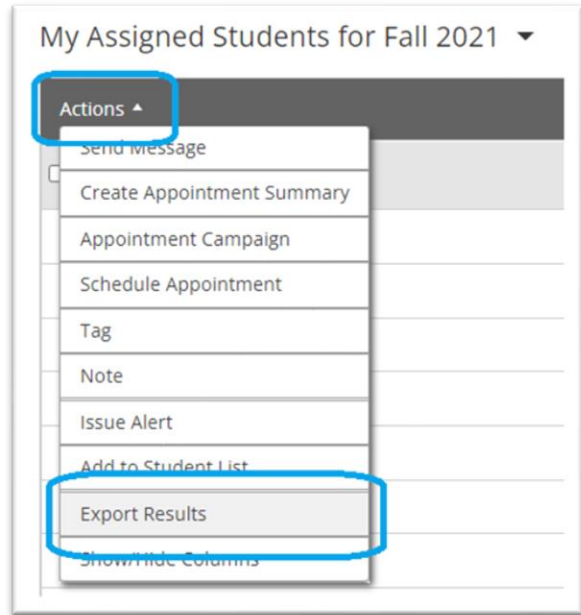 My Assigned Students for Fall 2021
Actions
Send Message
Create Appointment Summary
Appointment Campaign
Schedule Appointment
Tag
Note
Issue Alert
Add to Student List
Export Results
Show/Hide Columns